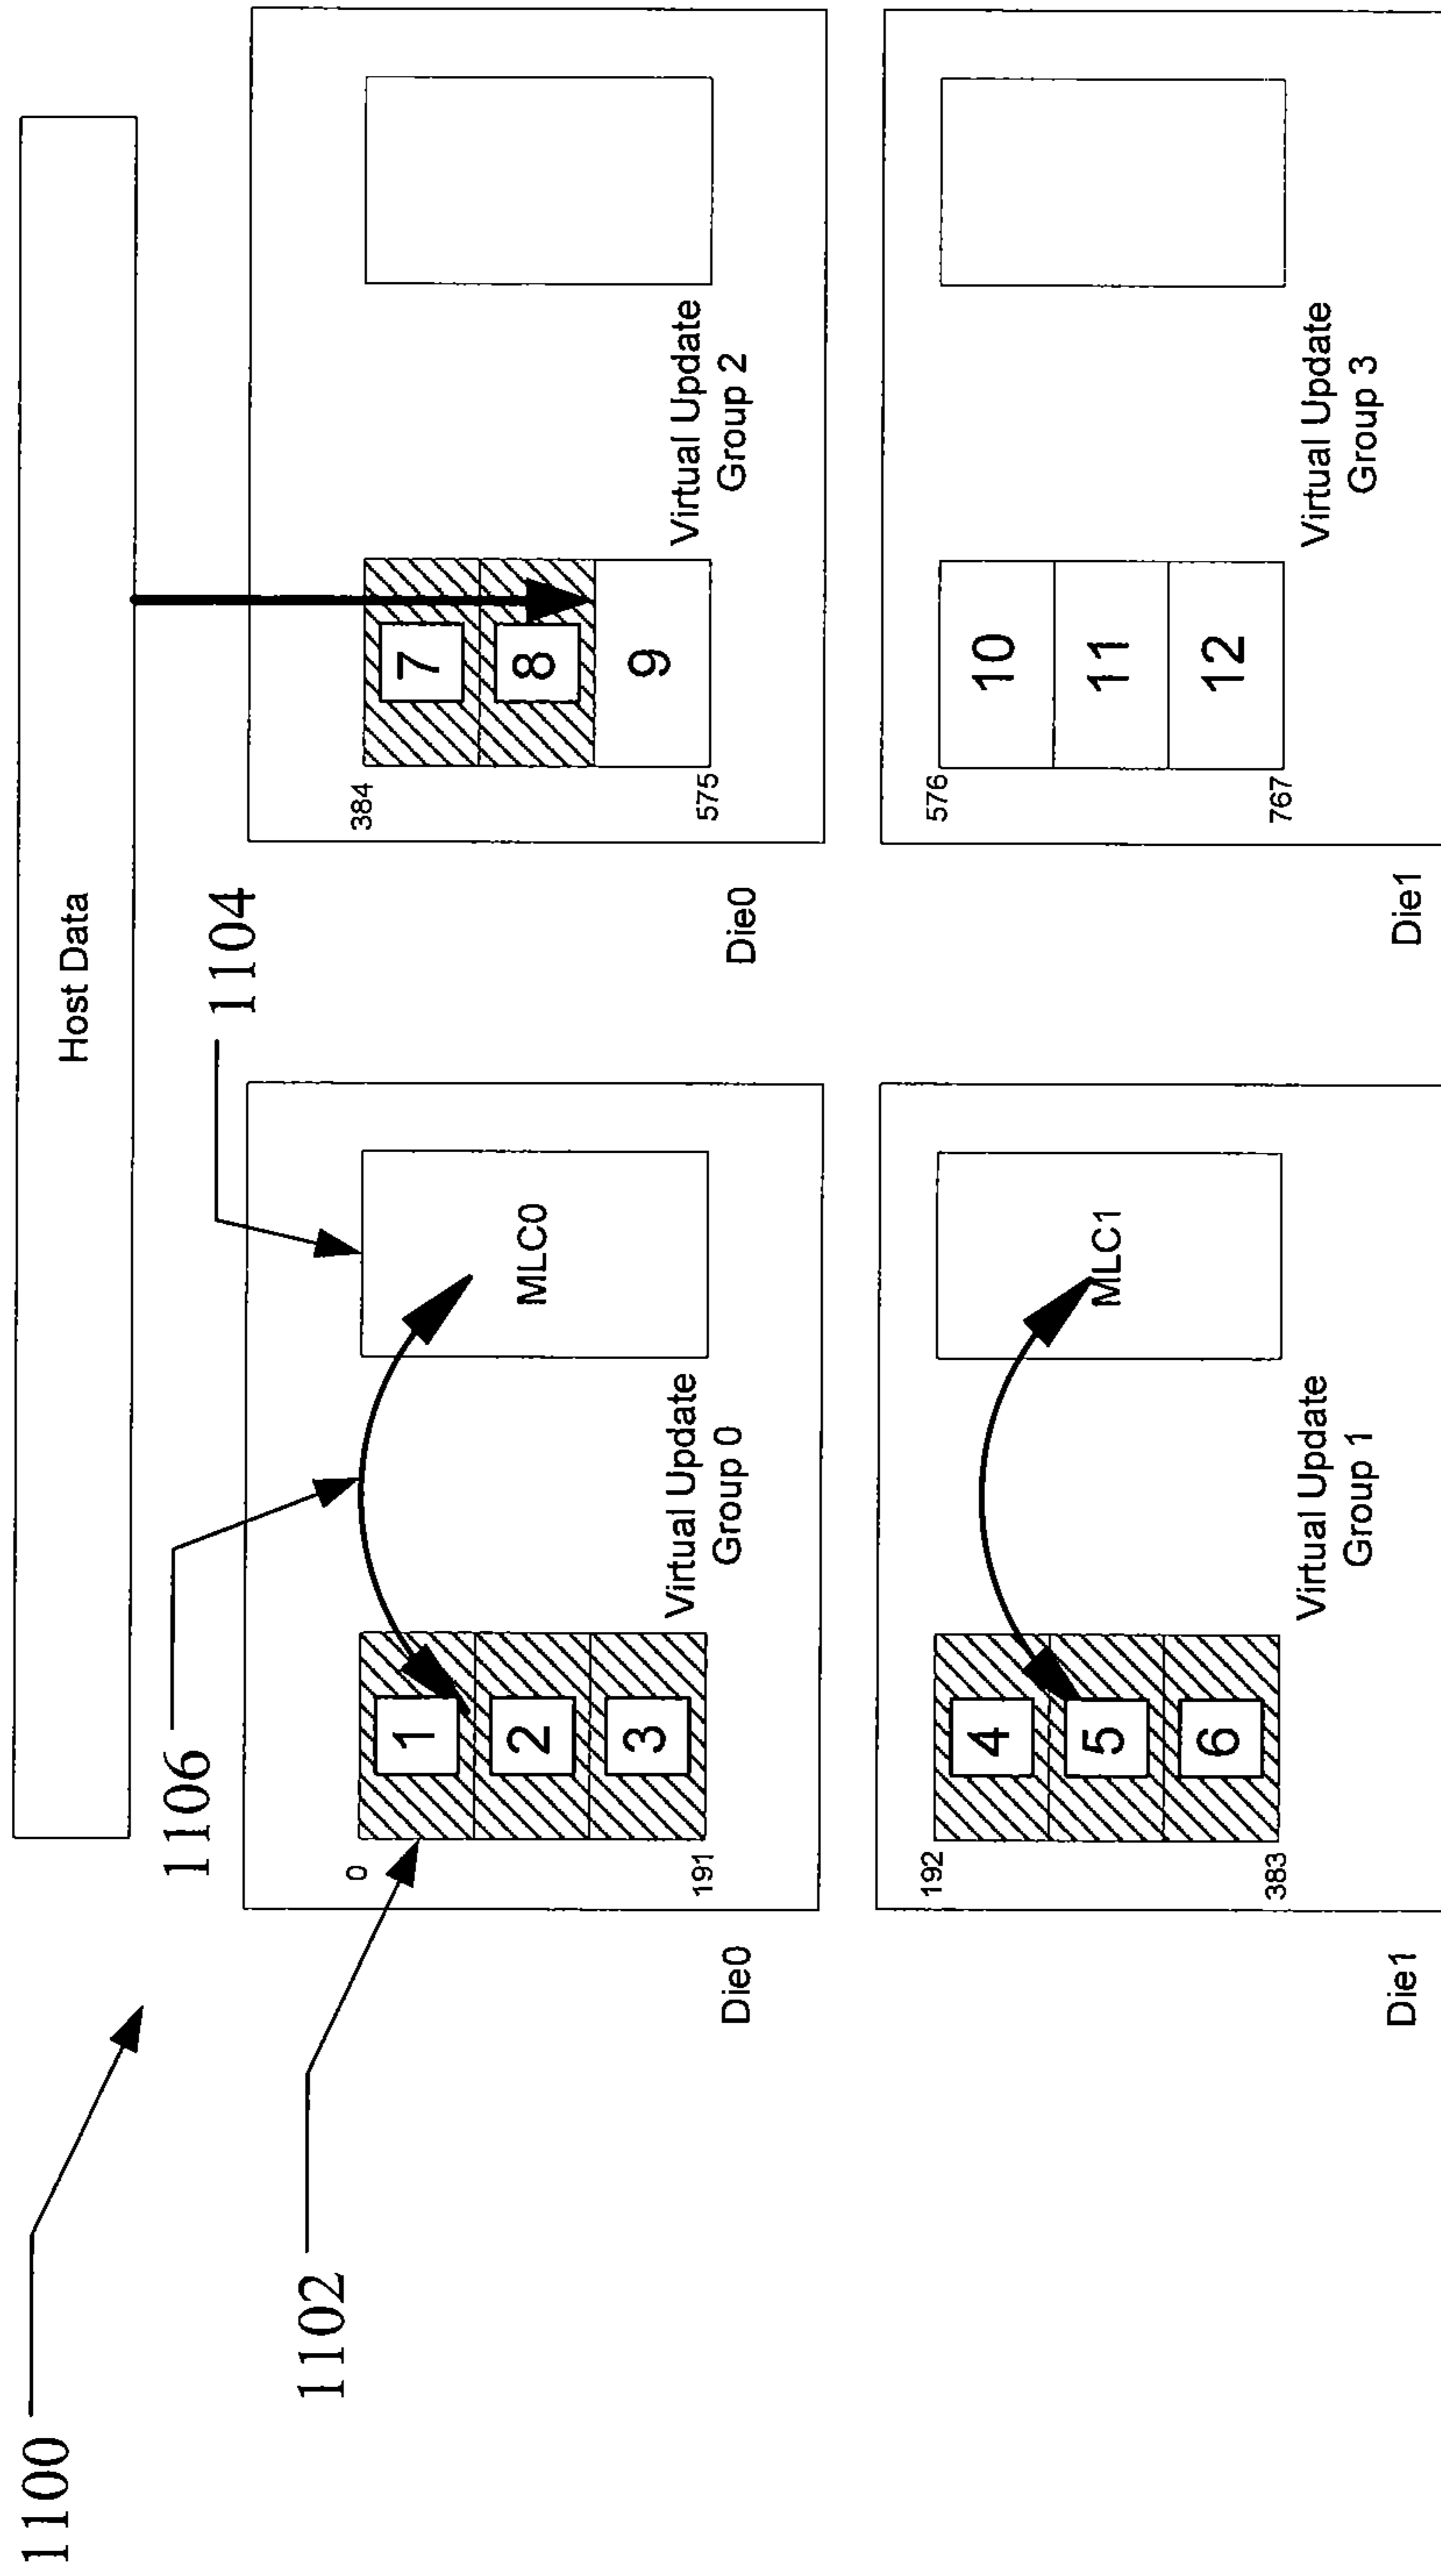 1100
Host Data
1106
1104
1102
0
1
2
3
191
MLC0
Virtual Update
Group 0
Die0
384
7
8
9
575
Virtual Update
Group 2
Die0
192
4
5
6
383
MLC1
Virtual Update
Group 1
Die1
576
10
11
12
767
Virtual Update
Group 3
Die1